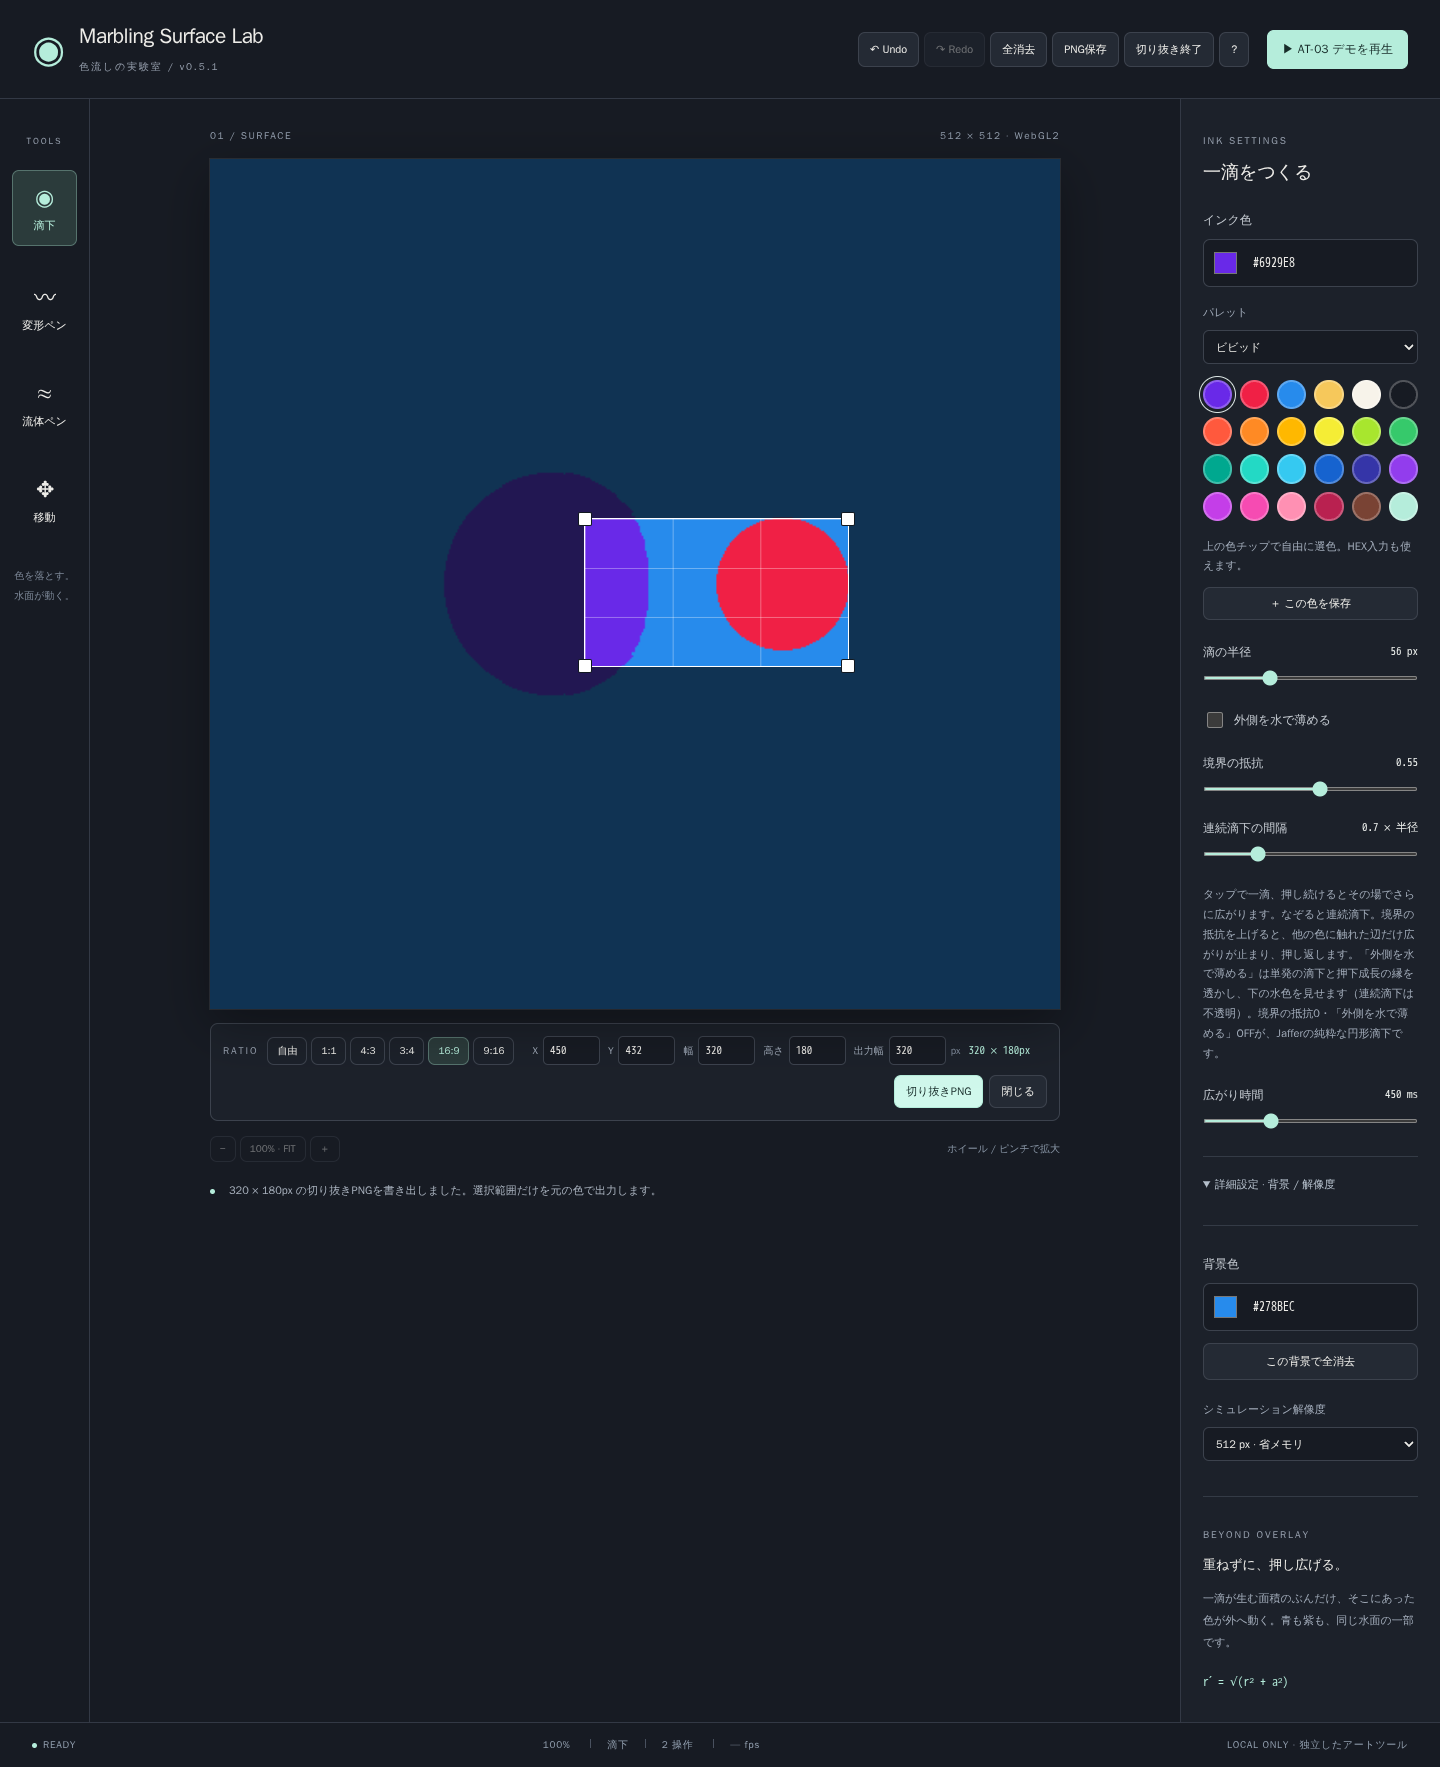 Marbling Surface Lab
色流しの実験室 / v0.5.1
↶ Undo
↷ Redo
全消去
PNG保存
切り抜き終了
?
▶ AT-03 デモを再生
TOOLS
滴下
変形ペン
流体ペン
移動
色を落とす。
水面が動く。
01 / SURFACE
512 × 512 · WebGL2
RATIO
自由
1:1
4:3
3:4
16:9
9:16
X 450
Y 432
幅 320
高さ 180
出力幅 320 px
320 × 180px
切り抜きPNG
閉じる
−
100% · FIT
+
ホイール / ピンチで拡大
320 × 180px の切り抜きPNGを書き出しました。選択範囲だけを元の色で出力します。
INK SETTINGS
一滴をつくる
インク色
#6929E8
パレット
ビビッド
上の色チップで自由に選色。HEX入力も使
えます。
+ この色を保存
滴の半径 56 px
外側を水で薄める
境界の抵抗 0.55
連続滴下の間隔 0.7 × 半径
タップで一滴、押し続けるとその場でさら
に広がります。なぞると連続滴下。境界の
抵抗を上げると、他の色に触れた辺だけ広
がりが止まり、押し返します。「外側を水
で薄める」は単発の滴下と押下成長の縁を
透かし、下の水色を見せます（連続滴下は
不透明）。境界の抵抗0・「外側を水で薄
める」OFFが、Jafferの純粋な円形滴下で
す。
広がり時間 450 ms
▼ 詳細設定 · 背景 / 解像度
背景色
#278BEC
この背景で全消去
シミュレーション解像度
512 px · 省メモリ
BEYOND OVERLAY
重ねずに、押し広げる。
一滴が生む面積のぶんだけ、そこにあった
色が外へ動く。青も紫も、同じ水面の一部
です。
r′ = √(r² + a²)
READY
100%
滴下
2 操作
— fps
LOCAL ONLY · 独立したアートツール